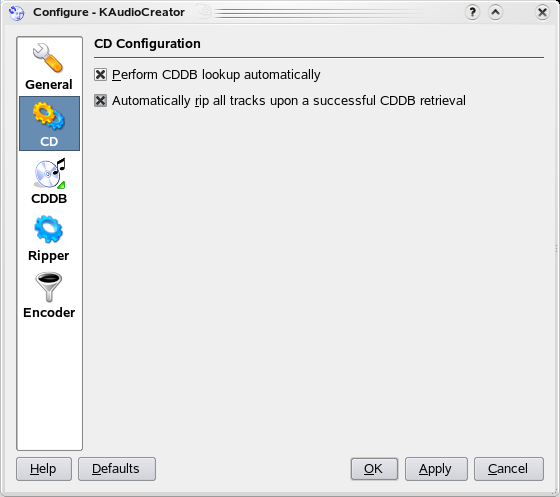 Configure - KAudioCreator
CD Configuration
Perform CDDB lookup automatically
Automatically rip all tracks upon a successful CDDB retrieval
General
CD
CDDB
Ripper
Encoder
Help
Defaults
OK
Apply
Cancel